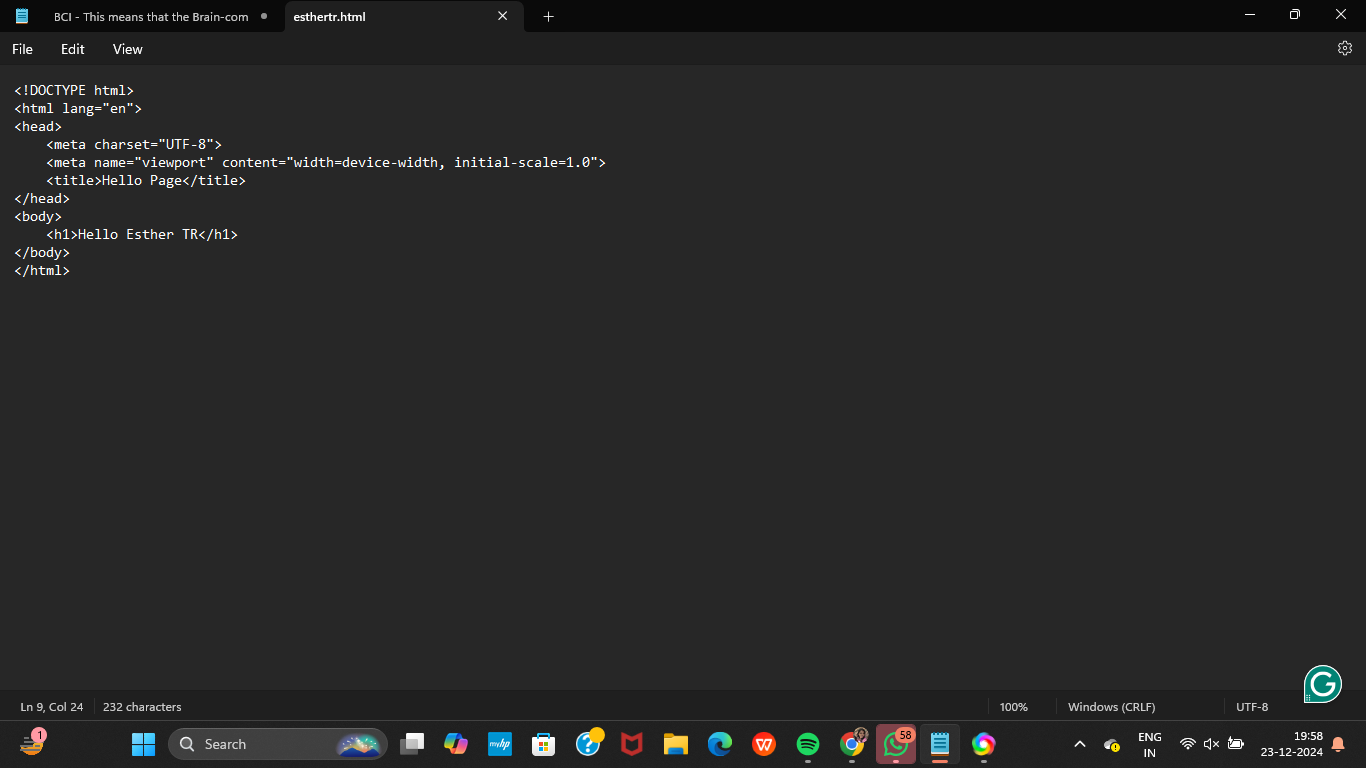 BCI - This means that the Brain-com
esthertr.html
File Edit View
<!DOCTYPE html>
<html lang="en">
<head>
    <meta charset="UTF-8">
    <meta name="viewport" content="width=device-width, initial-scale=1.0">
    <title>Hello Page</title>
</head>
<body>
    <h1>Hello Esther TR</h1>
</body>
</html>
Ln 9, Col 24 232 characters 100% Windows (CRLF) UTF-8
1 Search myhp W 58 ENG 19:58
IN 23-12-2024